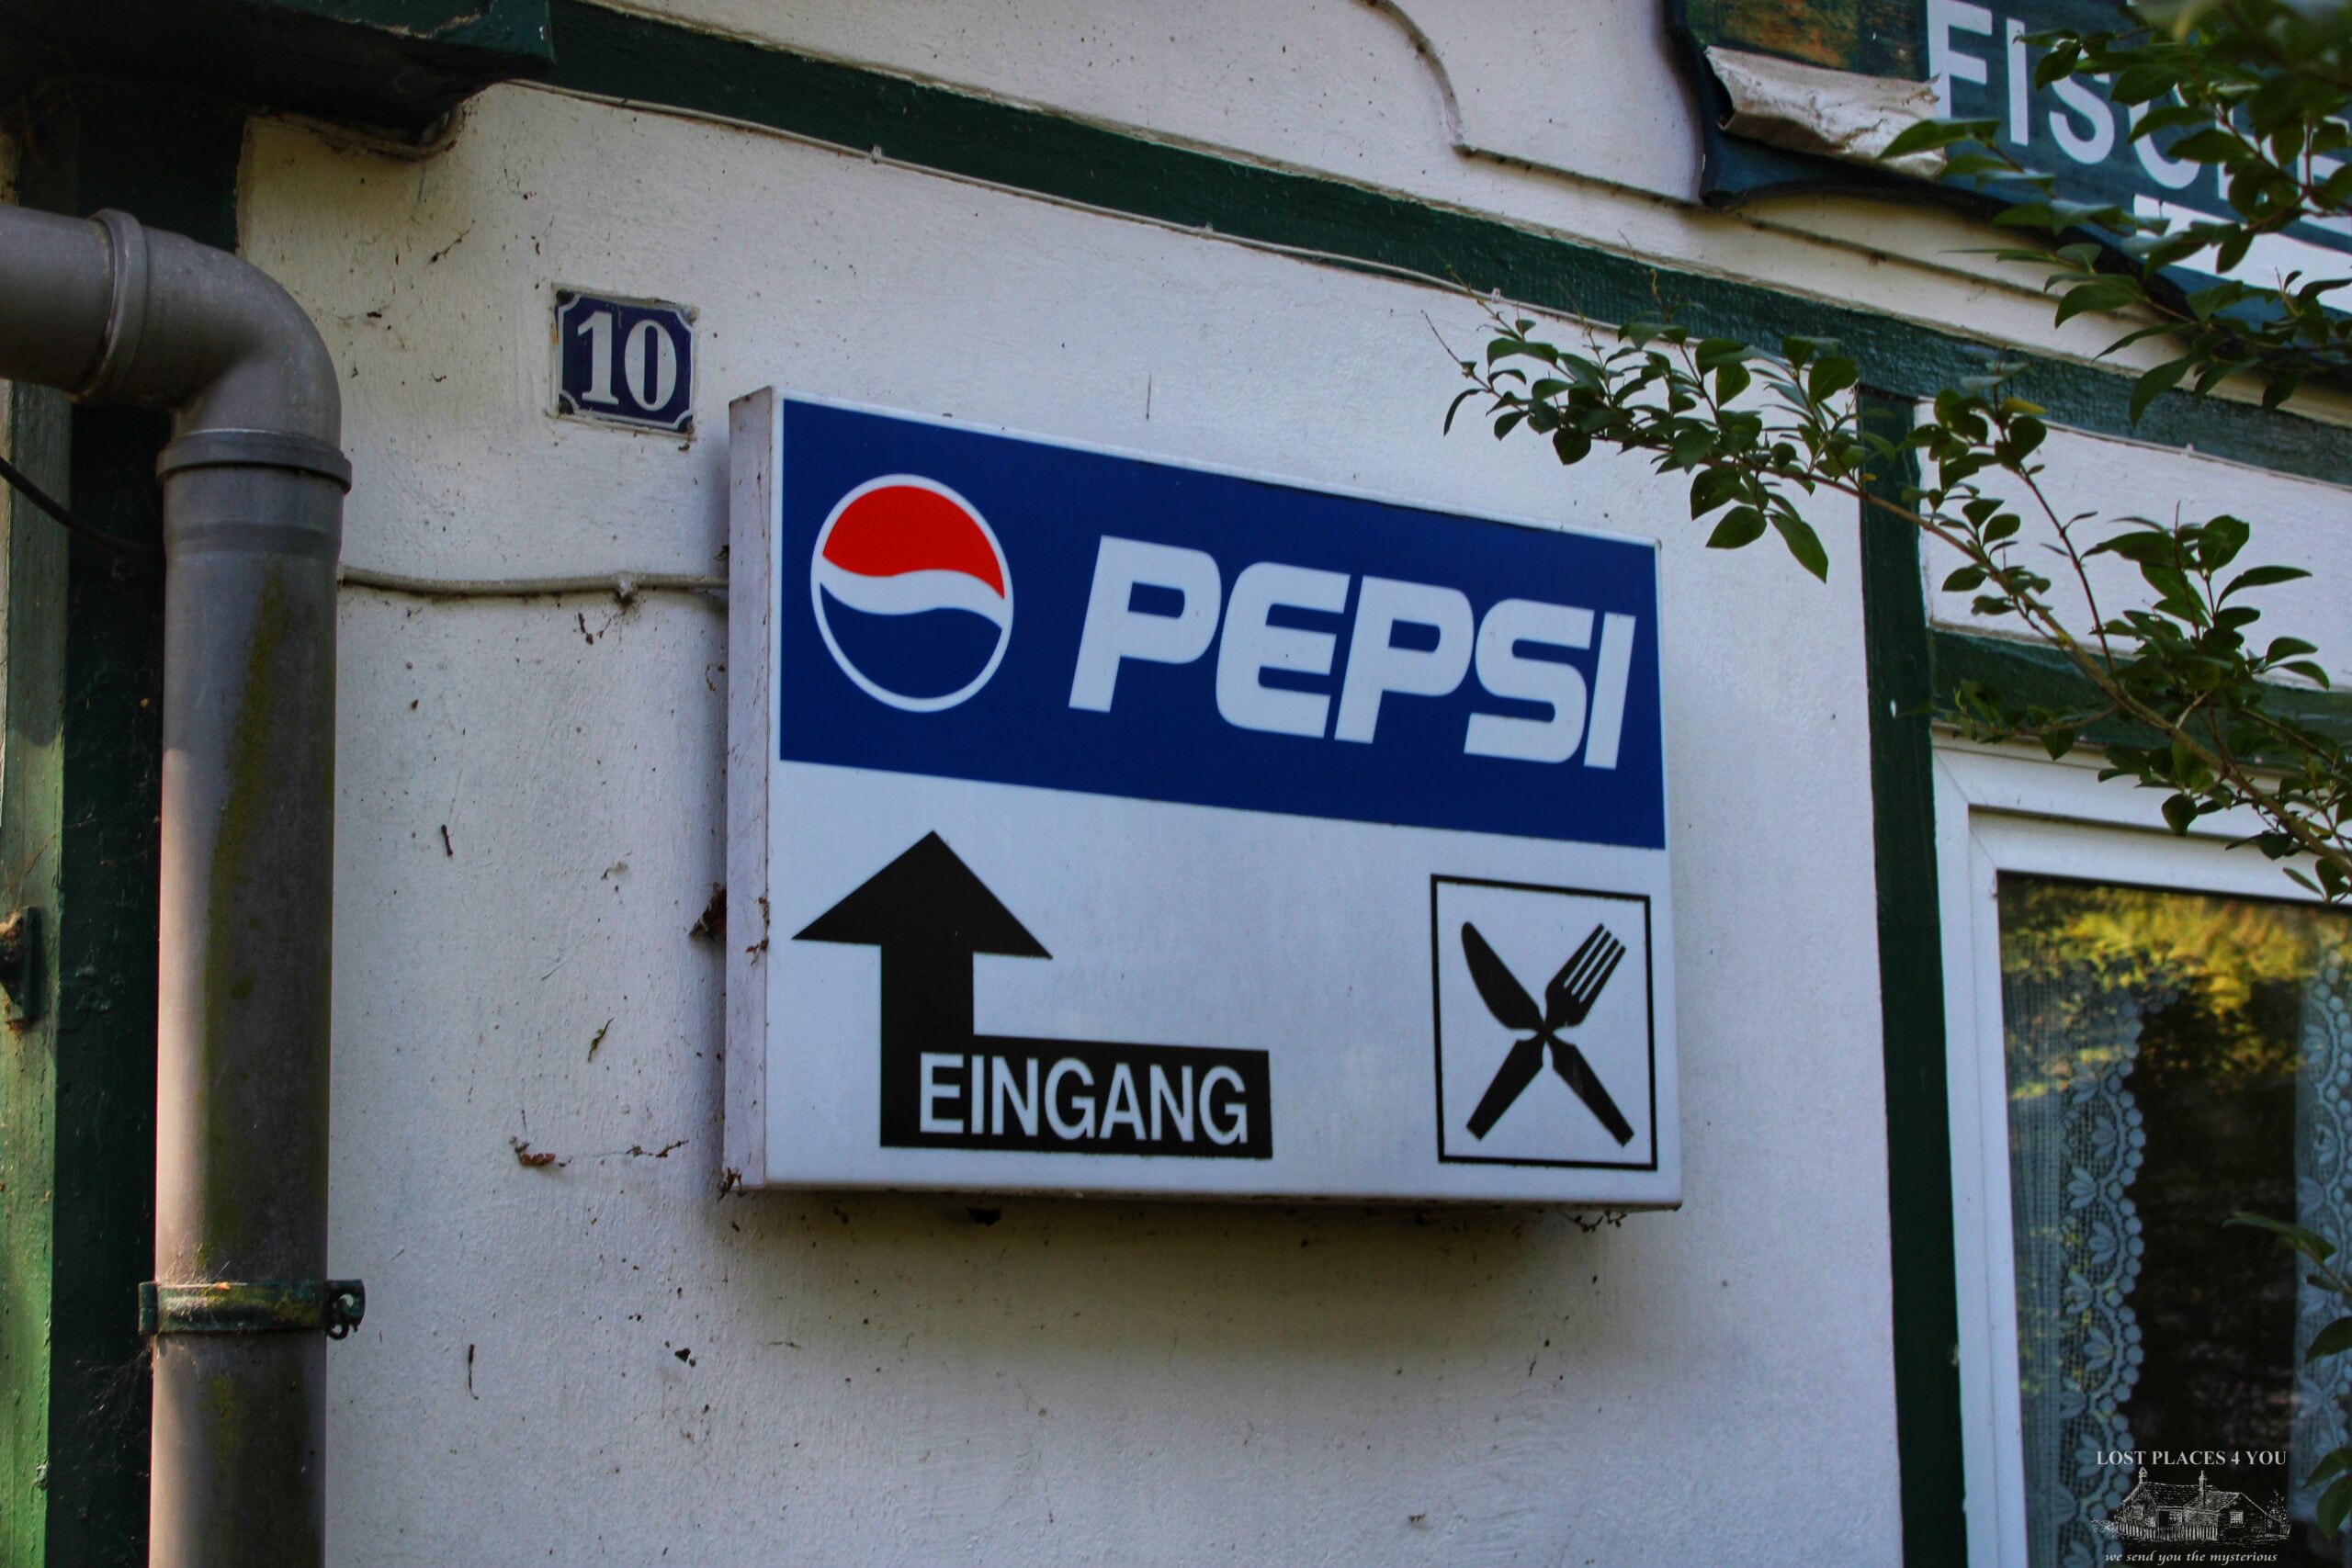 10
PEPSI
EINGANG
LOST PLACES 4 YOU
we send you the mysterious